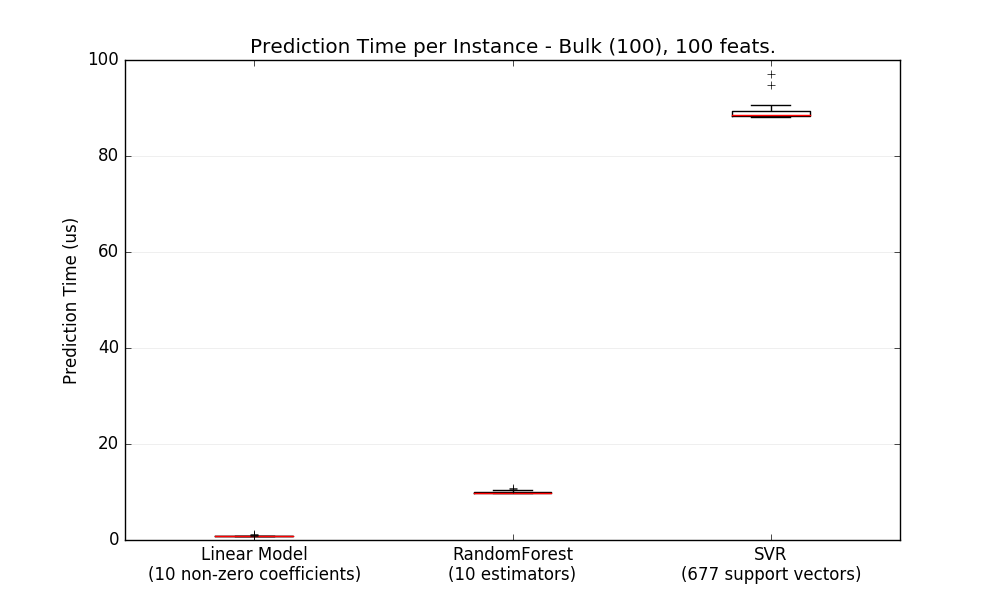 Prediction Time per Instance - Bulk (100), 100 feats.
100
80
60
40
20
0
Prediction Time (us)
Linear Model
(10 non-zero coefficients)
RandomForest
(10 estimators)
SVR
(677 support vectors)